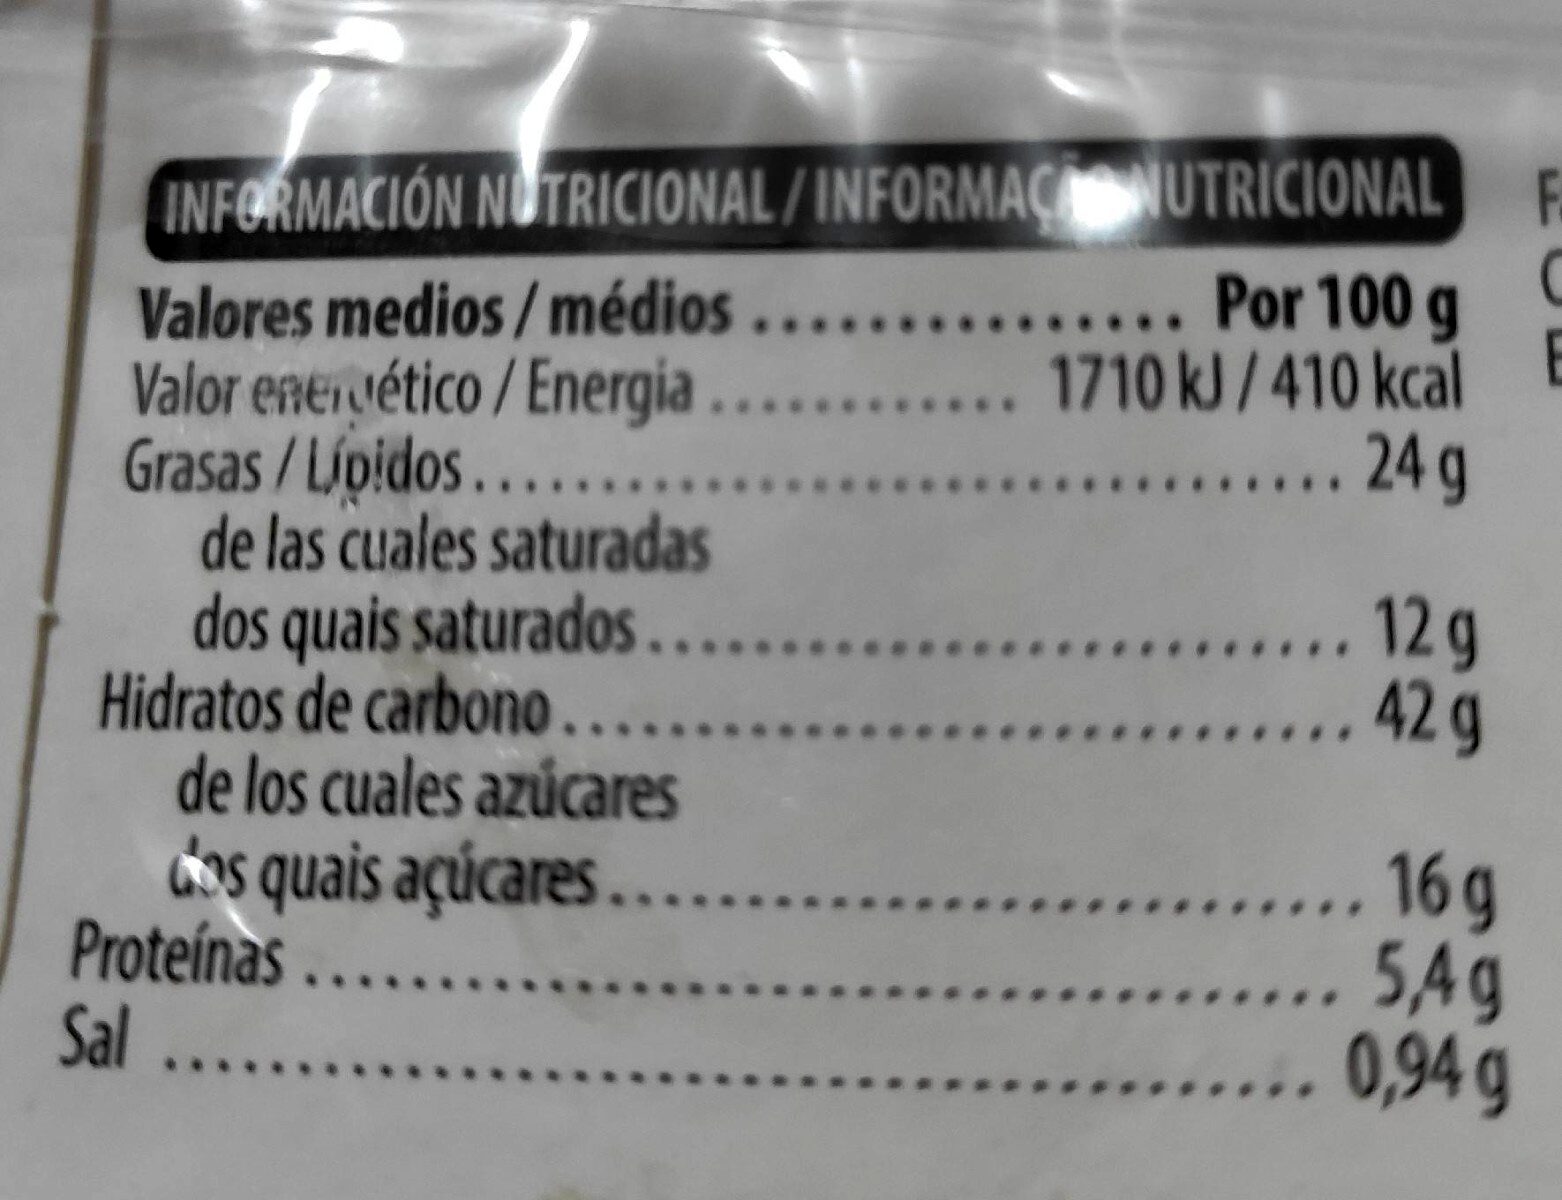 INFORMACIÓN NUTRICIONAL / INFORMAÇÃO NUTRICIONAL
Valores medios / médios ................ Por 100 g
Valor energético / Energia ............ 1710 kJ / 410 kcal
Grasas / Lípidos .................................. 24 g
de las cuales saturadas
dos quais saturados ........................... 12 g
Hidratos de carbono .............................. 42 g
de los cuales azúcares
dos quais açúcares ............................. 16 g
Proteínas ........................................ 5,4 g
Sal ............................................ 0,94 g